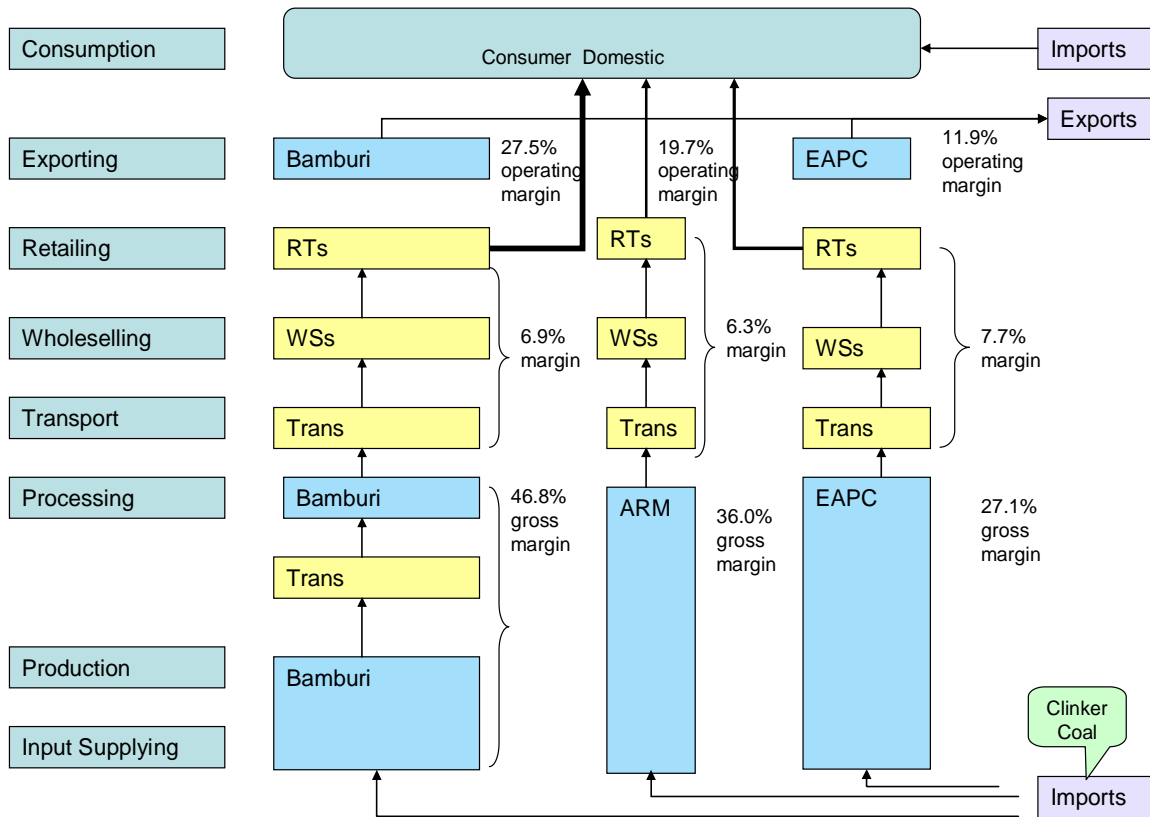 Consumption
Consumer Domestic
Imports
Exports
Exporting
Bamburi
27.5%
operating
margin
19.7%
operating
margin
EAPC
11.9%
operating
margin
Retailing
RTs
RTs
RTs
Wholeselling
WSs
6.9%
margin
WSs
6.3%
margin
WSs
7.7%
margin
Transport
Trans
Trans
Trans
Processing
Bamburi
46.8%
gross
margin
ARM
36.0%
gross
margin
EAPC
27.1%
gross
margin
Trans
Production
Bamburi
Input Supplying
Clinker
Coal
Imports